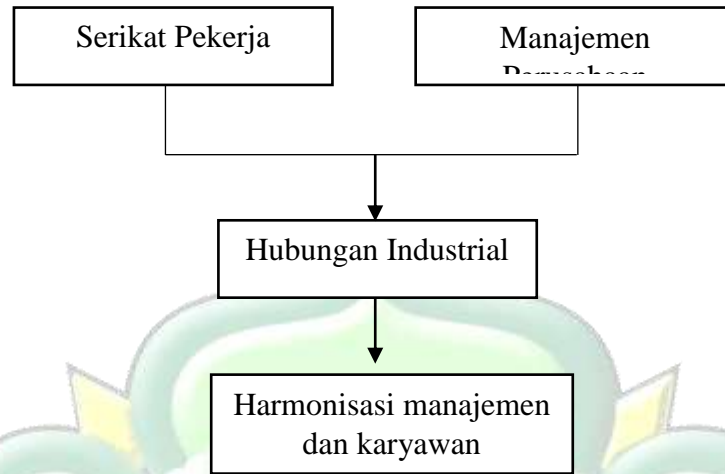 Serikat Pekerja
Manajemen
Hubungan Industrial
Harmonisasi manajemen
dan karyawan